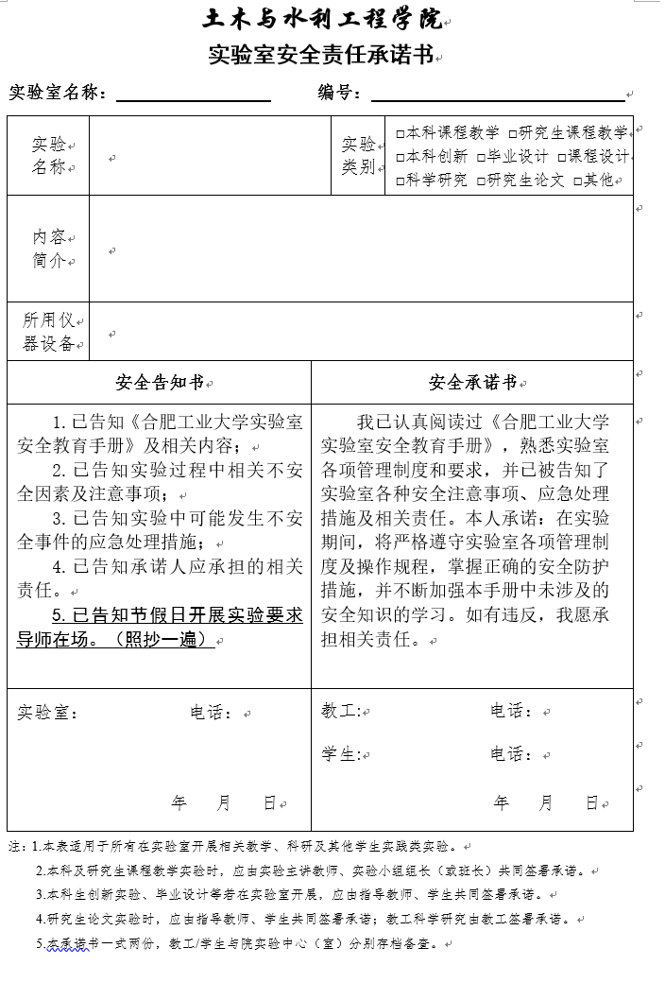 土木与水利工程学院
实验室安全责任承诺书
实验室名称： 编号：
实验
名称
实验
类别
□本科课程教学 □研究生课程教学
□本科创新 □毕业设计 □课程设计
□科学研究 □研究生论文 □其他
内容
简介
所用仪
器设备
安全告知书
安全承诺书
1.已告知《合肥工业大学实验室
安全教育手册》及相关内容；
2.已告知实验过程中相关不安
全因素及注意事项；
3.已告知实验中可能发生不安
全事件的应急处理措施；
4.已告知承诺人应承担的相关
责任。
5.已告知节假日开展实验要求
导师在场。（照抄一遍）
我已认真阅读过《合肥工业大学
实验室安全教育手册》，熟悉实验室
各项管理制度和要求，并已被告知了
实验室各种安全注意事项、应急处理
措施及相关责任。本人承诺：在实验
期间，将严格遵守实验室各项管理制
度及操作规程，掌握正确的安全防护
措施，并不断加强本手册中未涉及的
安全知识的学习。如有违反，我愿承
担相关责任。
实验室： 电话：
年 月 日
教工: 电话：
学生: 电话：
年 月 日
注：1.本表适用于所有在实验室开展相关教学、科研及其他学生实践类实验。
2.本科及研究生课程教学实验时，应由实验主讲教师、实验小组组长（或班长）共同签署承诺。
3.本科生创新实验、毕业设计等若在实验室开展，应由指导教师、学生共同签署承诺。
4.研究生论文实验时，应由指导教师、学生共同签署承诺；教工科学研究由教工签署承诺。
5.本承诺书一式两份，教工/学生与院实验中心（室）分别存档备查。